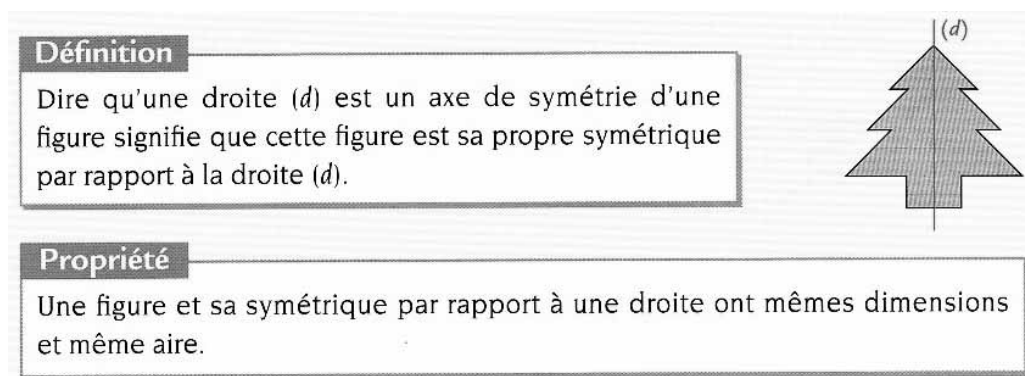 (d)
Définition
Dire qu'une droite (d) est un axe de symétrie d'une
figure signifie que cette figure est sa propre symétrique
par rapport à la droite (d).
Propriété
Une figure et sa symétrique par rapport à une droite ont mêmes dimensions
et même aire.